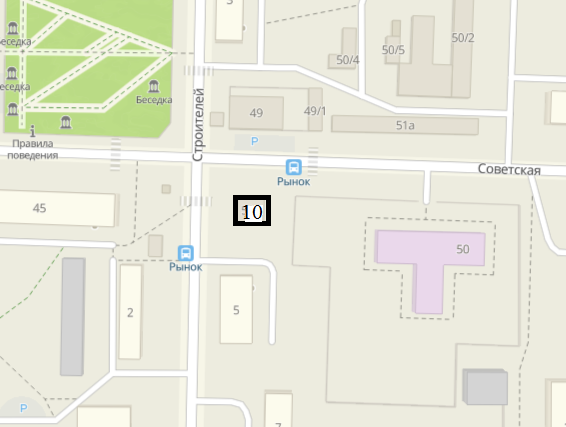 3
50/2
50/5
50/4
Беседка
Беседка
Беседка
Строителей
49
49/1
51а
Р
i
Правила
поведения
Советская
Рынок
45
10
50
Рынок
2
5
Р
7